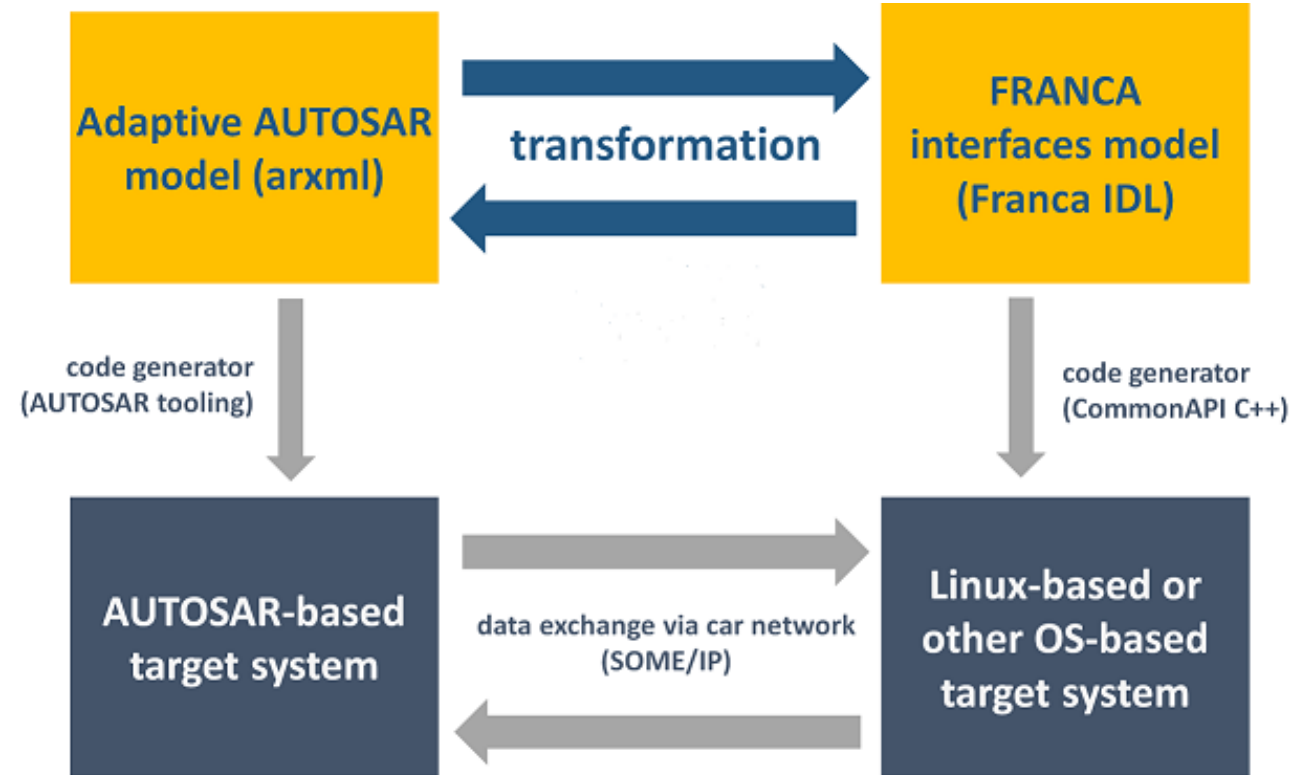 Adaptive AUTOSAR
model (arxml)
transformation
FRANCA
interfaces model
(Franca IDL)
code generator
(AUTOSAR tooling)
code generator
(CommonAPI C++)
AUTOSAR-based
target system
data exchange via car network
(SOME/IP)
Linux-based or
other OS-based
target system